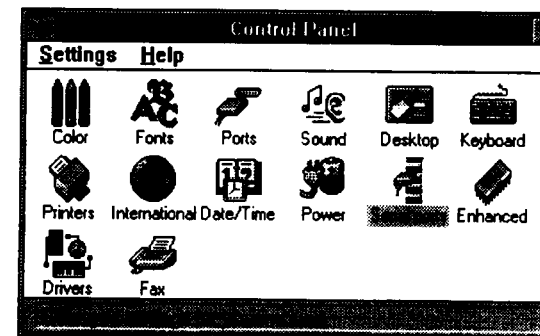 Control Panel
Settings Help
Color Fonts Ports Sound Desktop Keyboard
Printers International Date/Time Power Enhanced
Drivers Fax